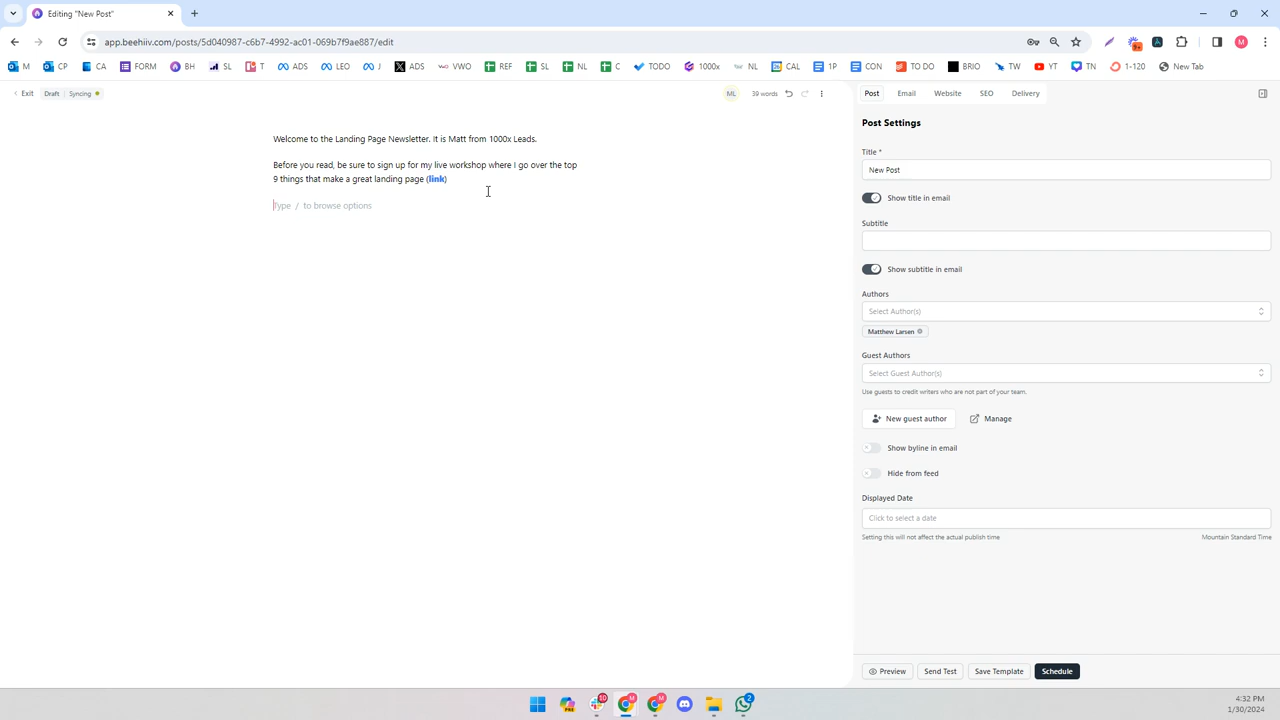 Editing "New Post"
app.beehiiv.com/posts/5d040987-c6b7-4992-ac01-069b7f9ae887/edit
M CP CA FORM BH SL T ADS LEO J ADS VWO REF SL NL C TODO 1000x NL CAL 1P CON TO DO BRIO TW YT TN 1-120 New Tab
Exit Draft Syncing ML 39 words
Post Email Website SEO Delivery
Welcome to the Landing Page Newsletter. It is Matt from 1000x Leads.
Before you read, be sure to sign up for my live workshop where I go over the top
9 things that make a great landing page (link)
Type / to browse options
Post Settings
Title *
New Post
Show title in email
Subtitle
Show subtitle in email
Authors
Select Author(s)
Matthew Larsen
Guest Authors
Select Guest Author(s)
Use guests to credit writers who are not part of your team.
New guest author Manage
Show byline in email
Hide from feed
Displayed Date
Click to select a date
Setting this will not affect the actual publish time Mountain Standard Time
Preview Send Test Save Template Schedule
4:32 PM
1/30/2024